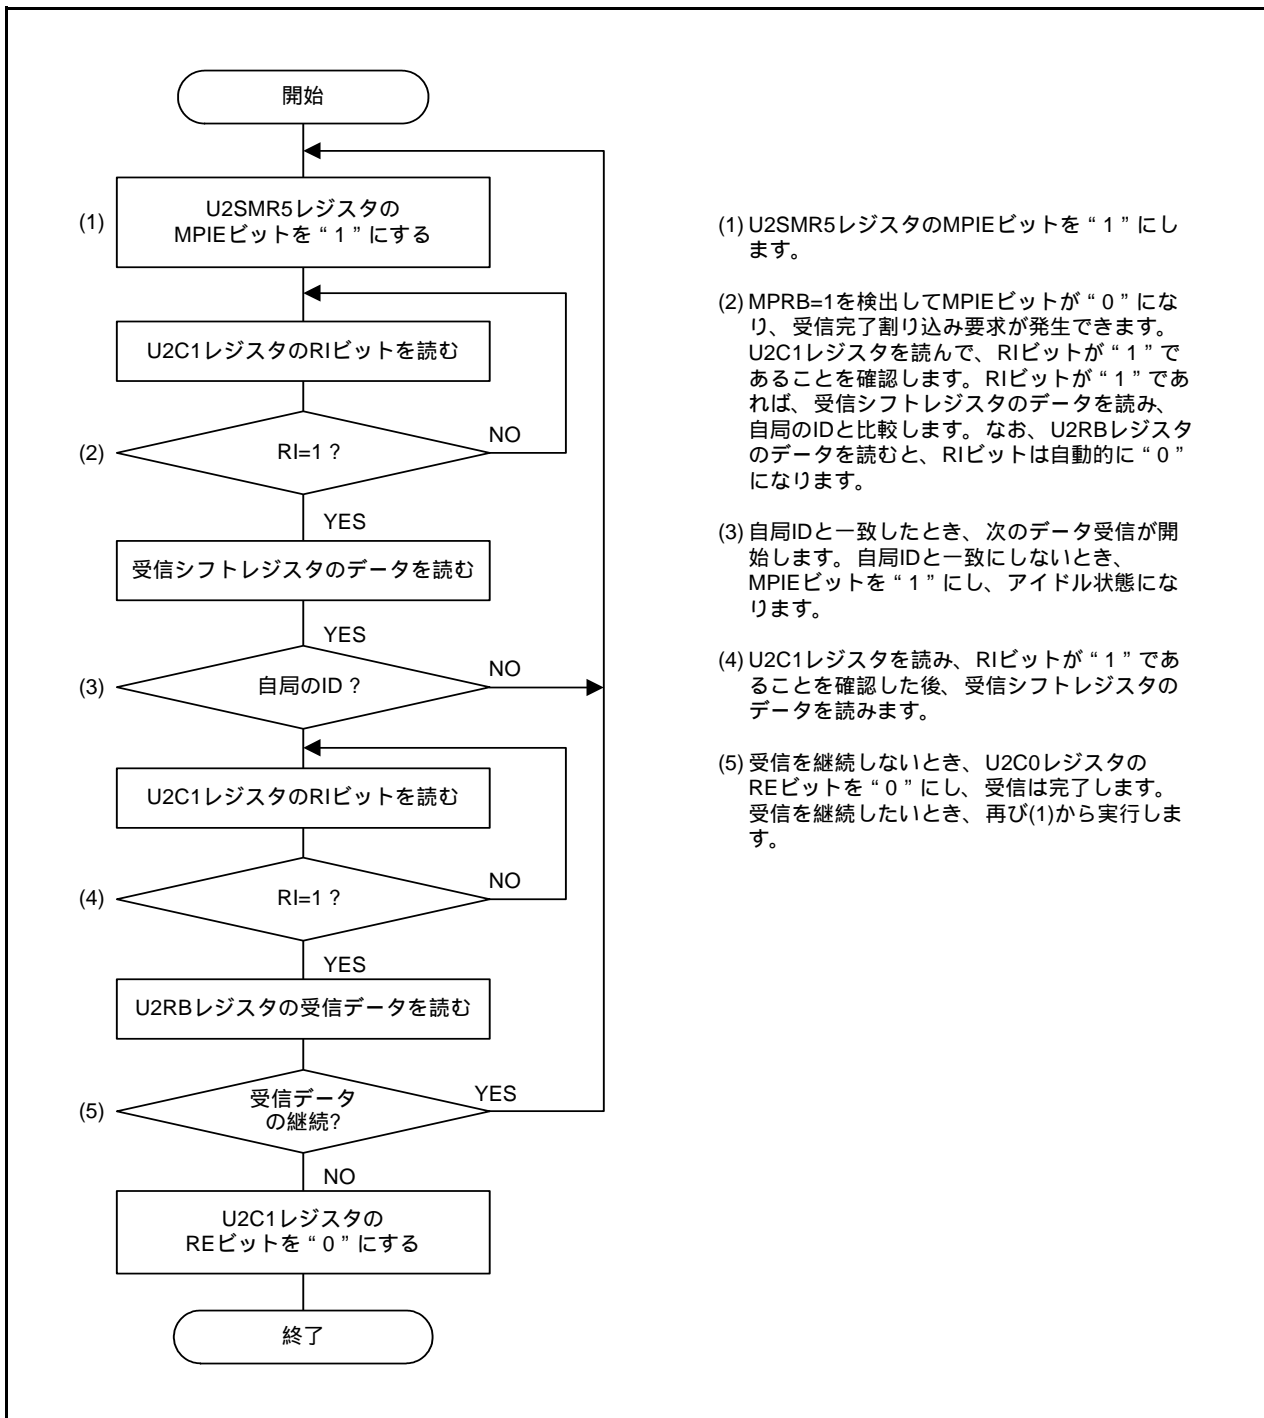 開始
(1)
U2SMR5レジスタの
MPIEビットを“1”にする
U2C1レジスタのRIビットを読む
(2)
RI=1 ?
NO
YES
受信シフトレジスタのデータを読む
YES
(3)
自局のID ?
NO
U2C1レジスタのRIビットを読む
(4)
RI=1 ?
NO
YES
U2RBレジスタの受信データを読む
(5)
受信データ
の継続?
YES
NO
U2C1レジスタの
REビットを“0”にする
終了
(1) U2SMR5レジスタのMPIEビットを“1”にし
ます。
(2) MPRB=1を検出してMPIEビットが“0”にな
り、受信完了割り込み要求が発生できます。
U2C1レジスタを読んで、RIビットが“1”で
あることを確認します。RIビットが“1”であ
れば、受信シフトレジスタのデータを読み、
自局のIDと比較します。なお、U2RBレジスタ
のデータを読むと、RIビットは自動的に“0”
になります。
(3) 自局IDと一致したとき、次のデータ受信が開
始します。自局IDと一致にしないとき、
MPIEビットを“1”にし、アイドル状態にな
ります。
(4) U2C1レジスタを読み、RIビットが“1”であ
ることを確認した後、受信シフトレジスタの
データを読みます。
(5) 受信を継続しないとき、U2C0レジスタの
REビットを“0”にし、受信は完了します。
受信を継続したいとき、再び(1)から実行しま
す。